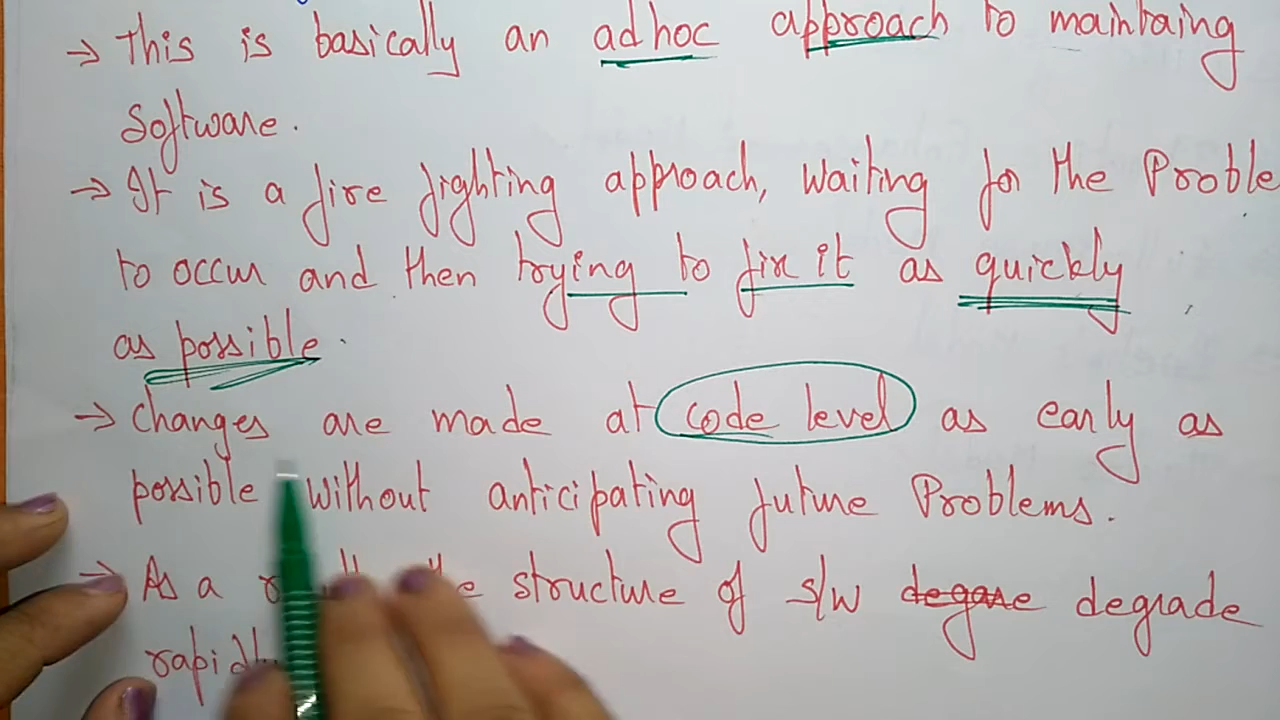 → This is basically an adhoc approach to maintaing
Software.
→ It is a fire fighting approach, waiting for the Proble
to occur and then trying to fix it as quickly
as possible.
→ Changes are made at code level as early as
possible without anticipating future Problems.
→ As a structure of s/w degrade